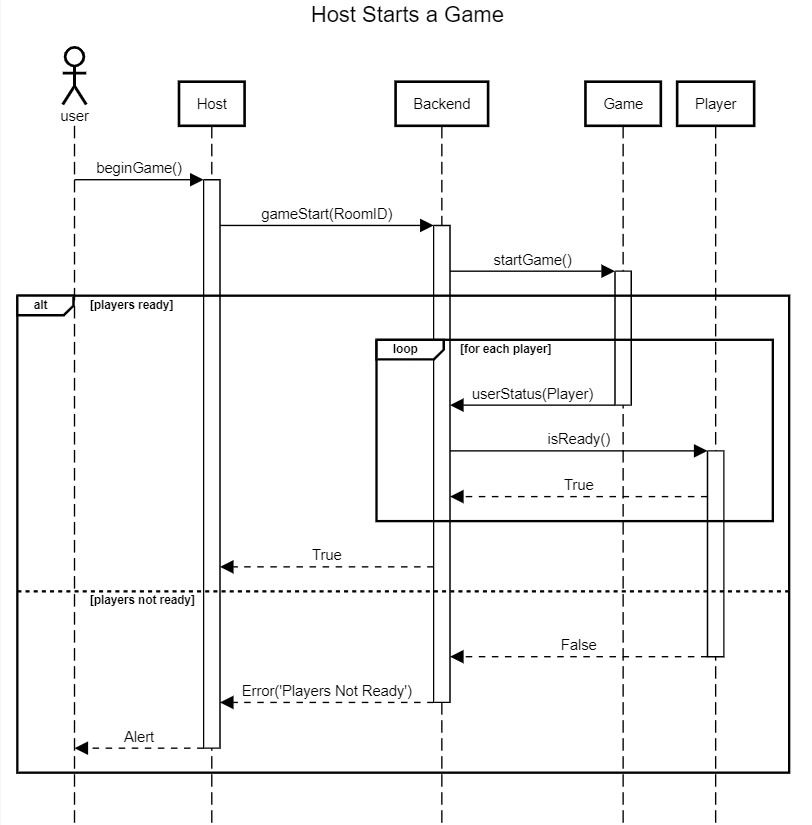 Host Starts a Game
user
Host
Backend
Game
Player
beginGame()
gameStart(RoomID)
startGame()
alt
[players ready]
loop
[for each player]
userStatus(Player)
isReady()
True
True
[players not ready]
False
Error('Players Not Ready')
Alert